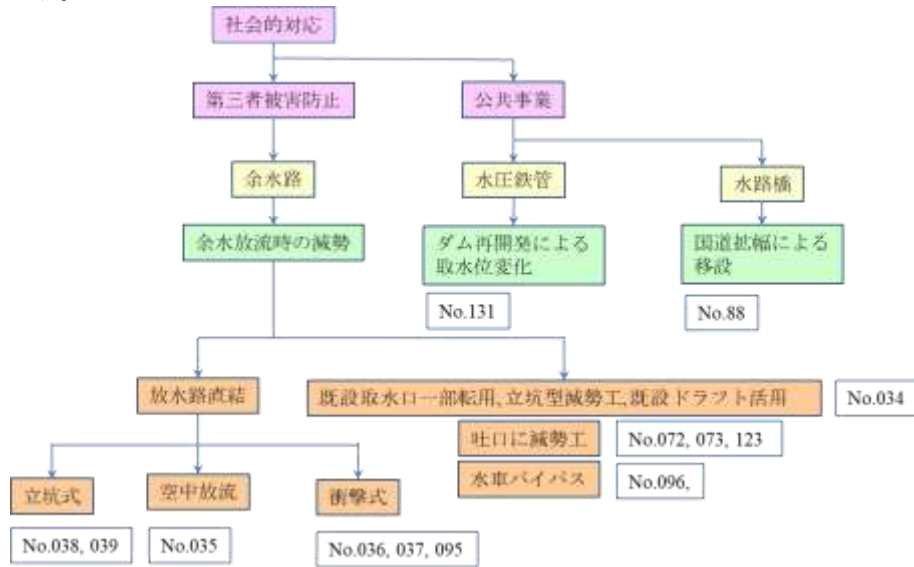 社会的対応
第三者被害防止
公共事業
余水路
水圧鉄管
水路橋
余水放流時の減勢
ダム再開発による
取水位変化
国道拡幅による
移設
No.131
No.88
放水路直結
既設取水口一部転用,立坑型減勢工,既設ドラフト活用
No.034
吐口に減勢工
No.072, 073, 123
水車バイパス
No.096,
立坑式
空中放流
衝撃式
No.038, 039
No.035
No.036, 037, 095